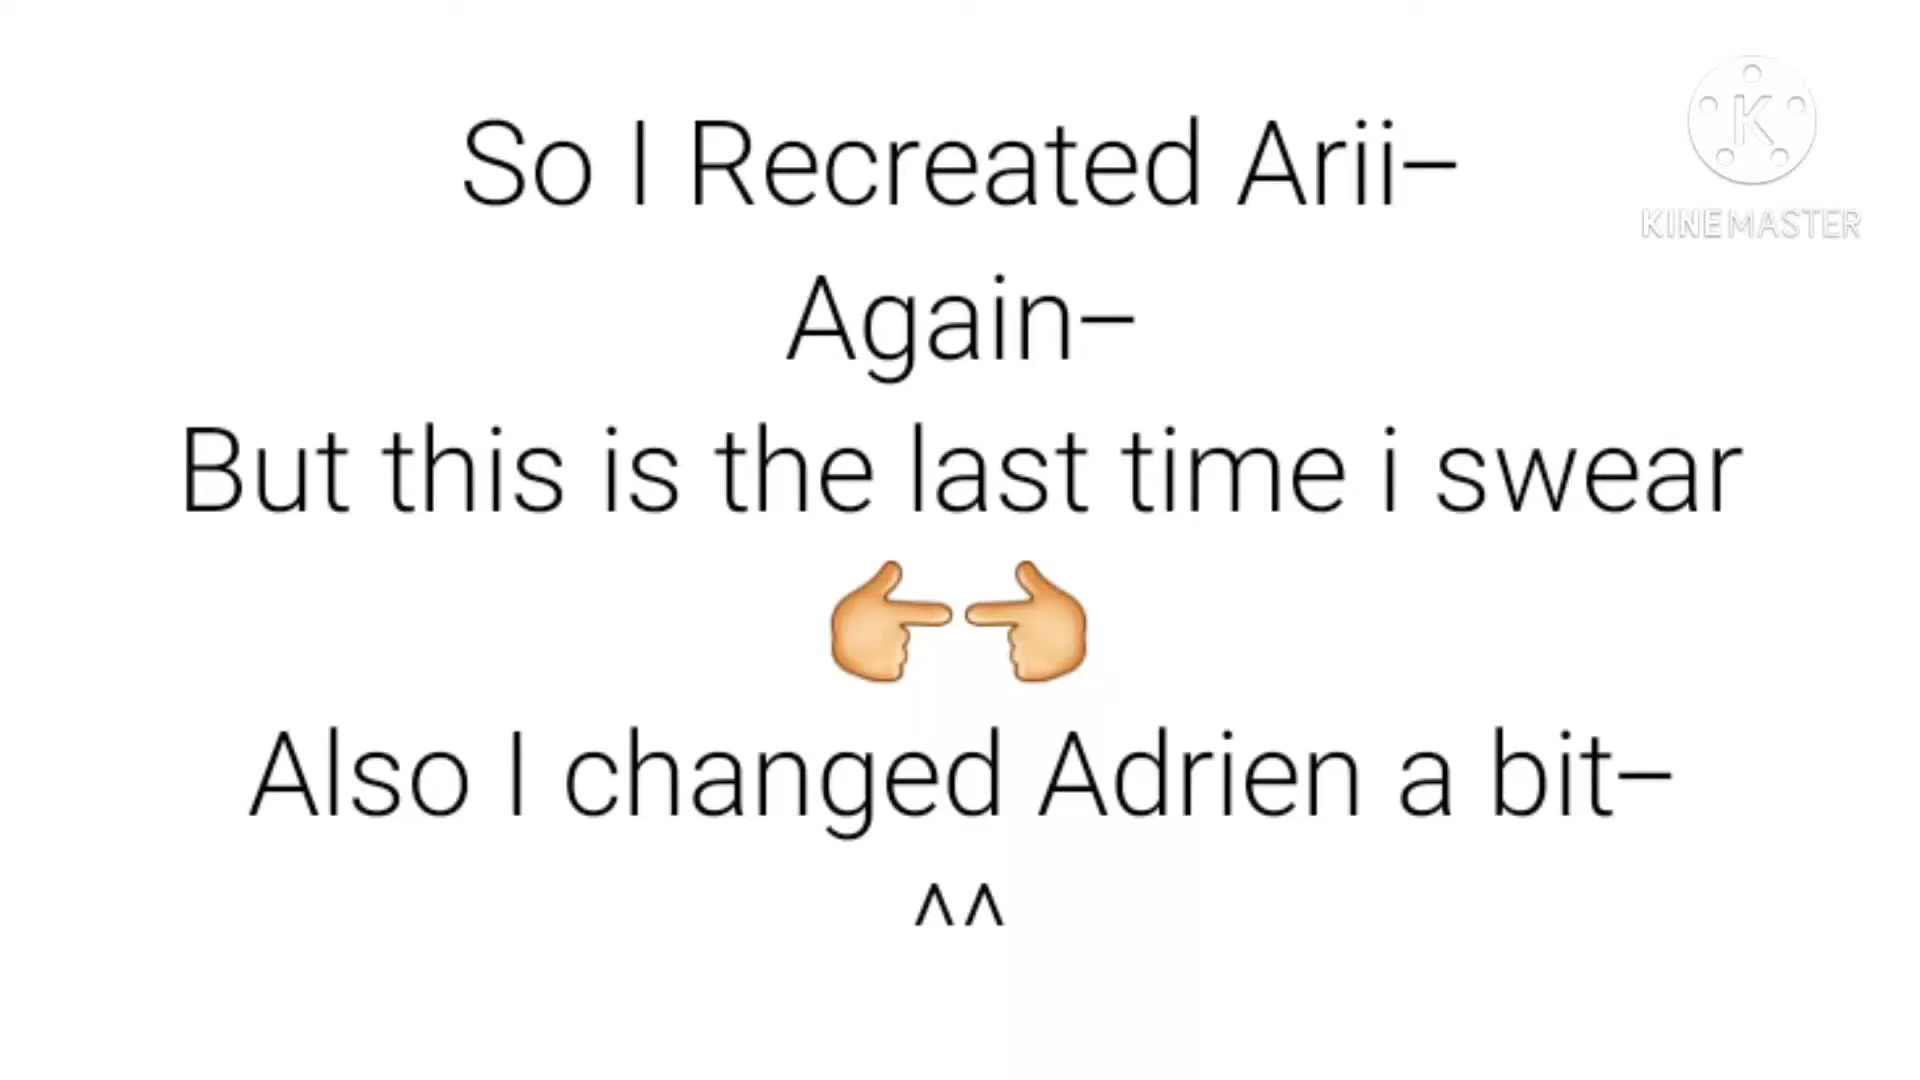 So I Recreated Arii–
Again–
But this is the last time i swear
👉👈
Also I changed Adrien a bit–
^^
K
KINEMASTER